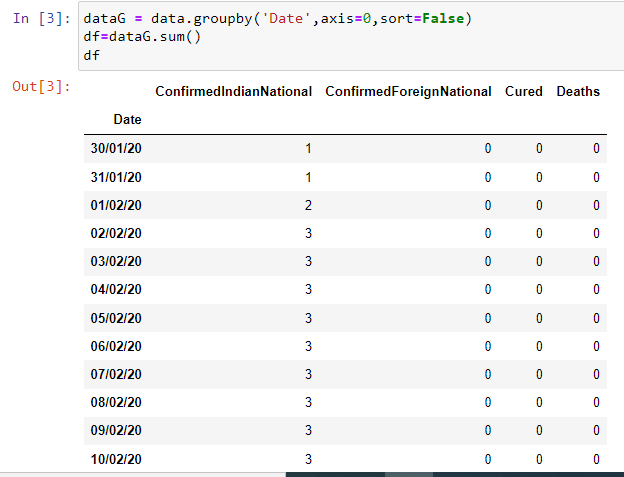 In [3]: dataG = data.groupby('Date',axis=0,sort=False)
df=dataG.sum()
df
Out[3]:
ConfirmedIndianNational ConfirmedForeignNational Cured Deaths
Date
30/01/20 1 0 0 0
31/01/20 1 0 0 0
01/02/20 2 0 0 0
02/02/20 3 0 0 0
03/02/20 3 0 0 0
04/02/20 3 0 0 0
05/02/20 3 0 0 0
06/02/20 3 0 0 0
07/02/20 3 0 0 0
08/02/20 3 0 0 0
09/02/20 3 0 0 0
10/02/20 3 0 0 0